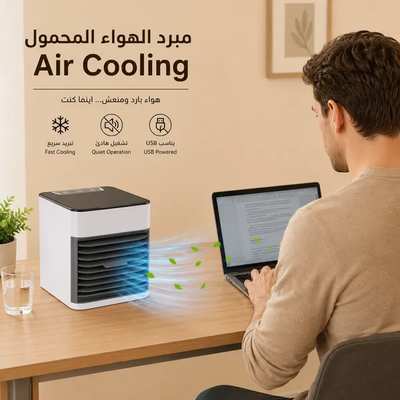 مبرد الهواء المحمول
Air Cooling
هواء بارد ومنعش... اينما كنت
تبريد سريع
Fast Cooling
تشغيل هادئ
Quiet Operation
يناسب USB
USB Powered